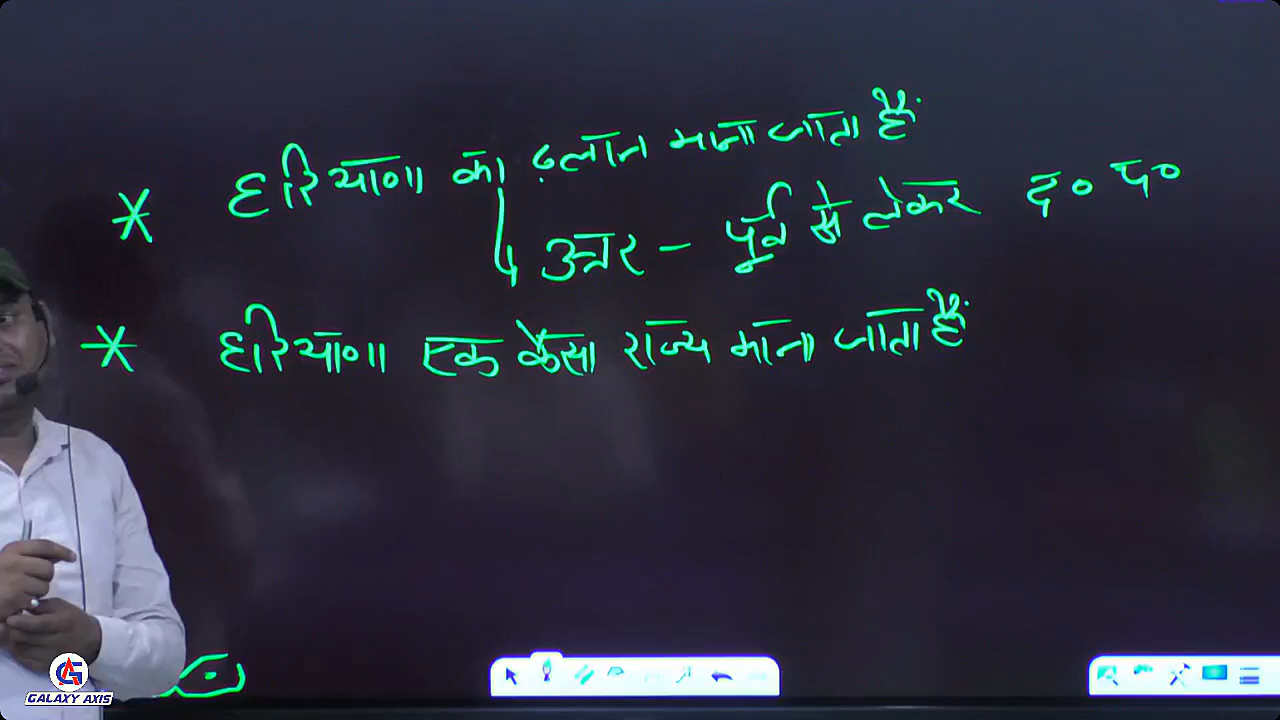 * हरियाणा का ढलान माना जाता है
उत्तर - पूर्व से लेकर द० प०
* हरियाणा एक कैसा राज्य माना जाता है
GALAXY AXIS